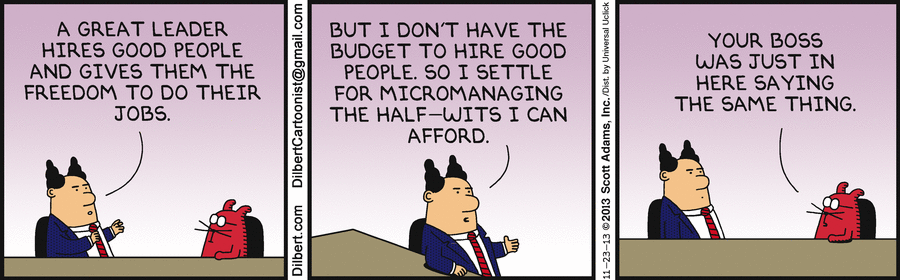 A GREAT LEADER
HIRES GOOD PEOPLE
AND GIVES THEM THE
FREEDOM TO DO THEIR
JOBS.
Dilbert.com DilbertCartoonist@gmail.com
BUT I DON'T HAVE THE
BUDGET TO HIRE GOOD
PEOPLE. SO I SETTLE
FOR MICROMANAGING
THE HALF-WITS I CAN
AFFORD.
11-23-13 © 2013 Scott Adams, Inc. /Dist. by Universal Uclick
YOUR BOSS
WAS JUST IN
HERE SAYING
THE SAME THING.